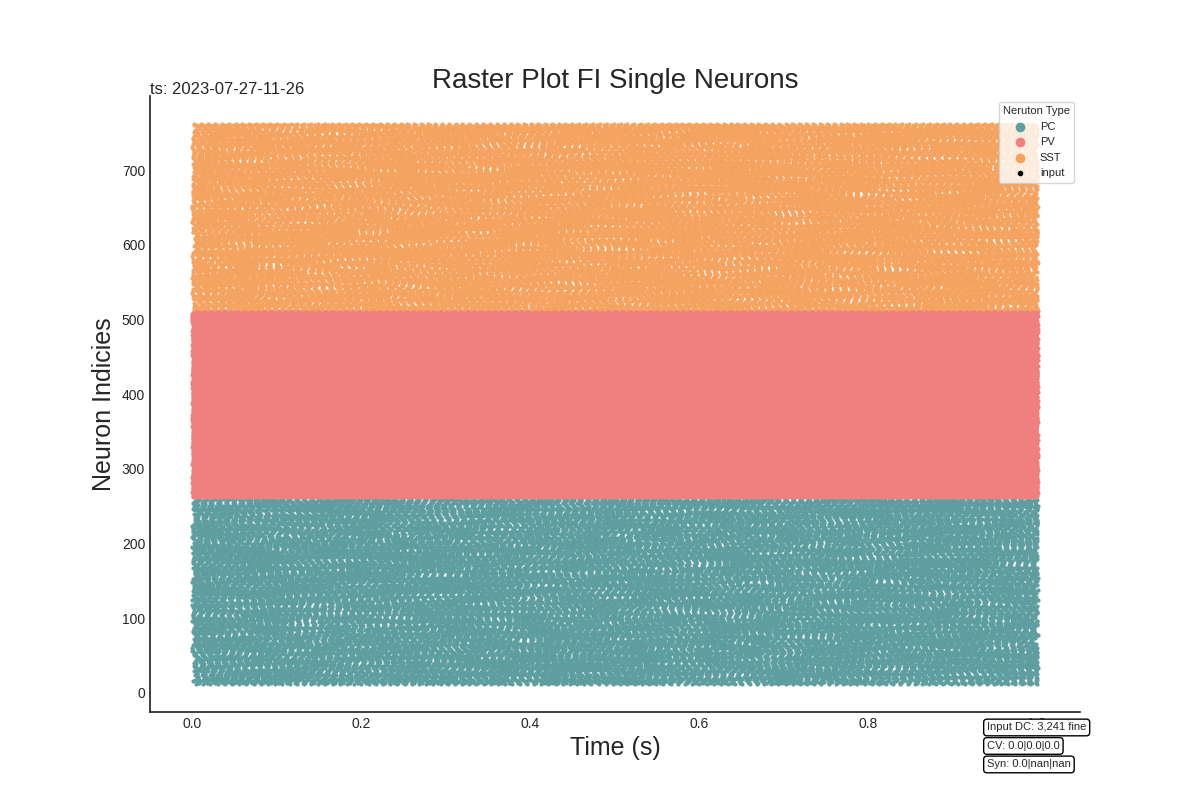 Raster Plot FI Single Neurons
ts: 2023-07-27-11-26
Neruton Type
PC
PV
SST
input
Neuron Indicies
700
600
500
400
300
200
100
0
0.0 0.2 0.4 0.6 0.8
Time (s)
Input DC: 3,241 fine
CV: 0.0|0.0|0.0
Syn: 0.0|nan|nan